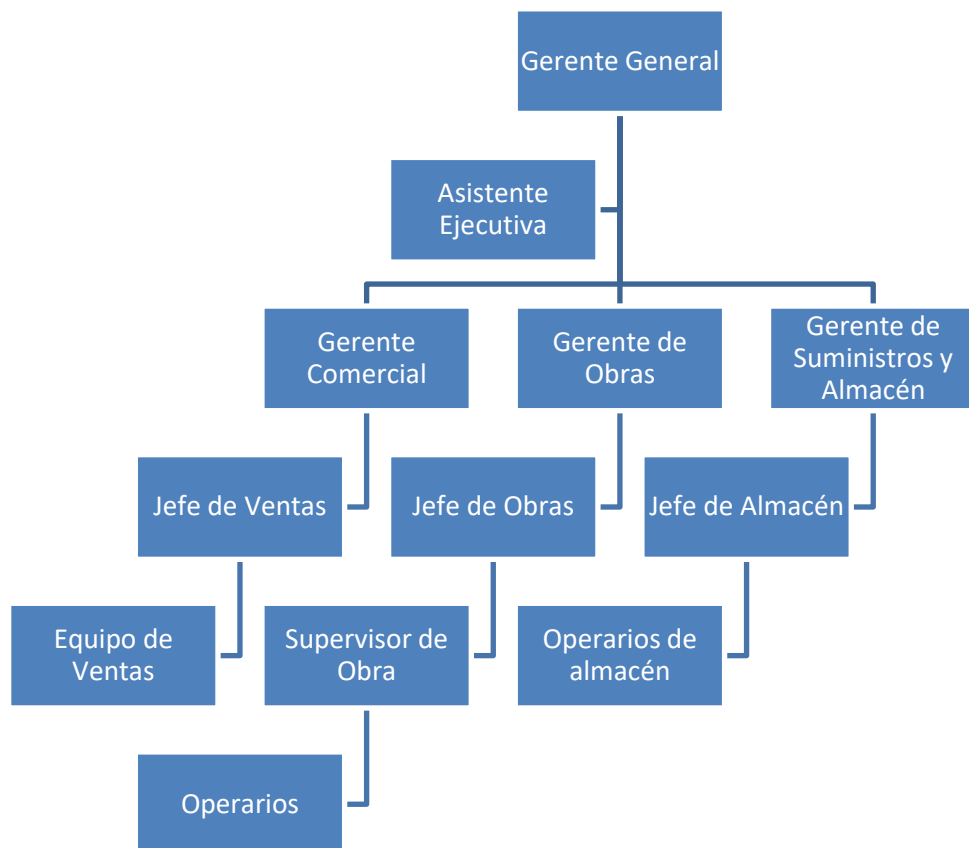 Gerente General
Asistente
Ejecutiva
Gerente
Comercial
Gerente de
Obras
Gerente de
Suministros y
Almacén
Jefe de Ventas
Jefe de Obras
Jefe de Almacén
Equipo de
Ventas
Supervisor de
Obra
Operarios de
almacén
Operarios